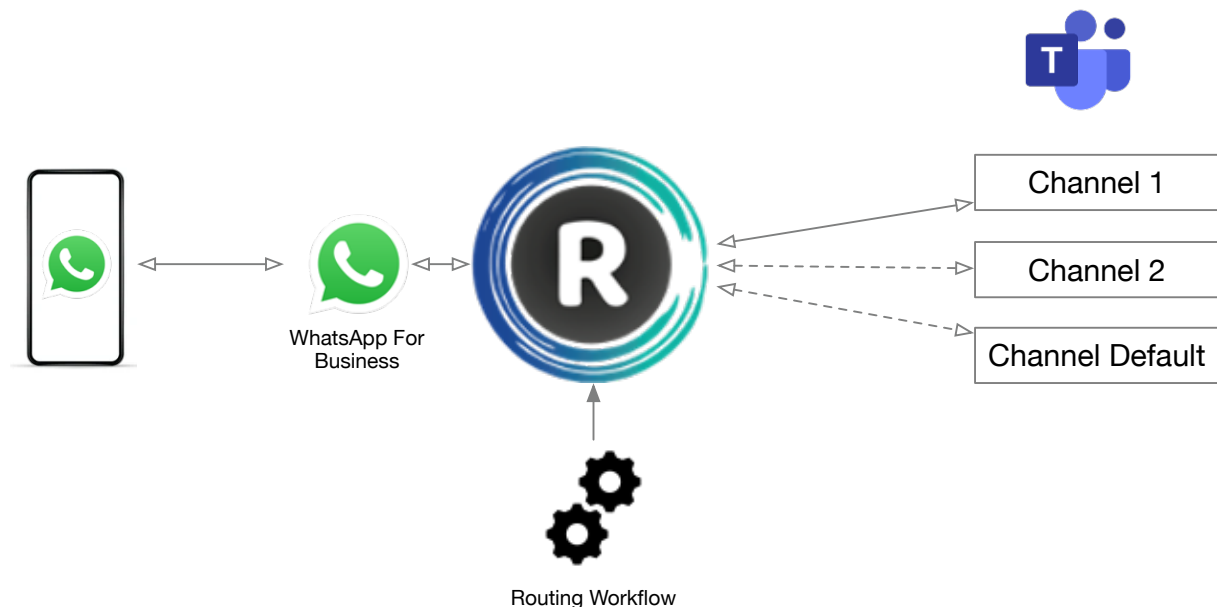 T
Channel 1
R
Channel 2
WhatsApp For
Business
Channel Default
Routing Workflow